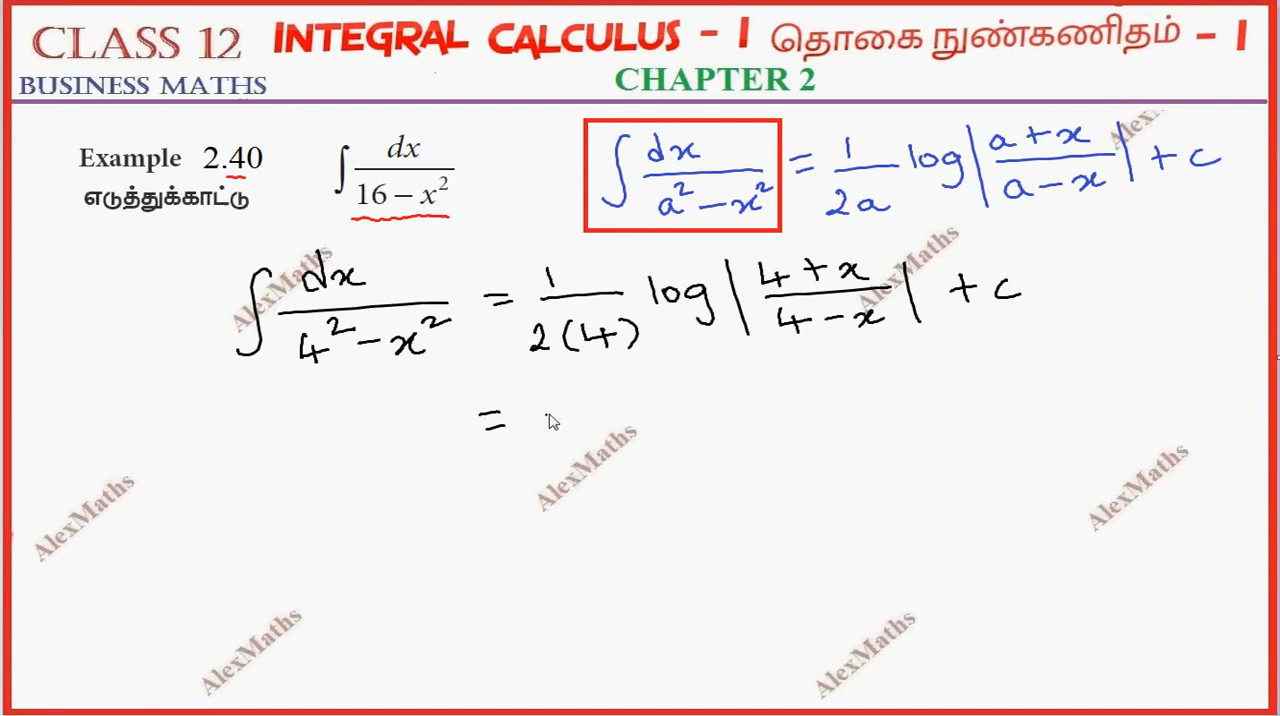 CLASS 12 INTEGRAL CALCULUS - I தொகை நுண்கணிதம் - I
BUSINESS MATHS CHAPTER 2
Example 2.40 ∫ dx / (16 – x²) ∫ dx / (a² – x²) = 1 / 2a log | (a + x) / (a – x) | + c
எடுத்துக்காட்டு
AlexMaths
∫ dx / (4² – x²) = 1 / 2(4) log | (4 + x) / (4 – x) | + c
AlexMaths
AlexMaths
=
AlexMaths
AlexMaths
AlexMaths
AlexMaths
AlexMaths